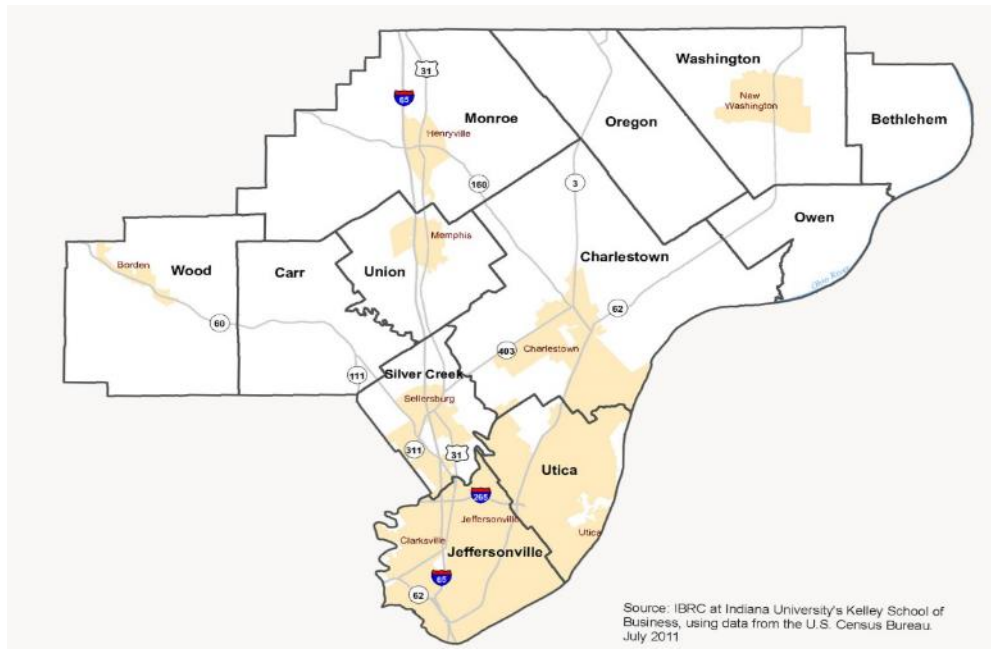 Washington
31
65
New
Washington
Monroe
Oregon
Bethlehem
Henryville
160
3
Owen
Memphis
Charlestown
Borden
Wood
Carr
Union
Ohio River
62
60
403
Charlestown
111
Silver Creek
Sellersburg
311
31
Utica
265
Jeffersonville
Utica
Clarksville
Jeffersonville
65
62
Source: IBRC at Indiana University's Kelley School of
Business, using data from the U.S. Census Bureau.
July 2011